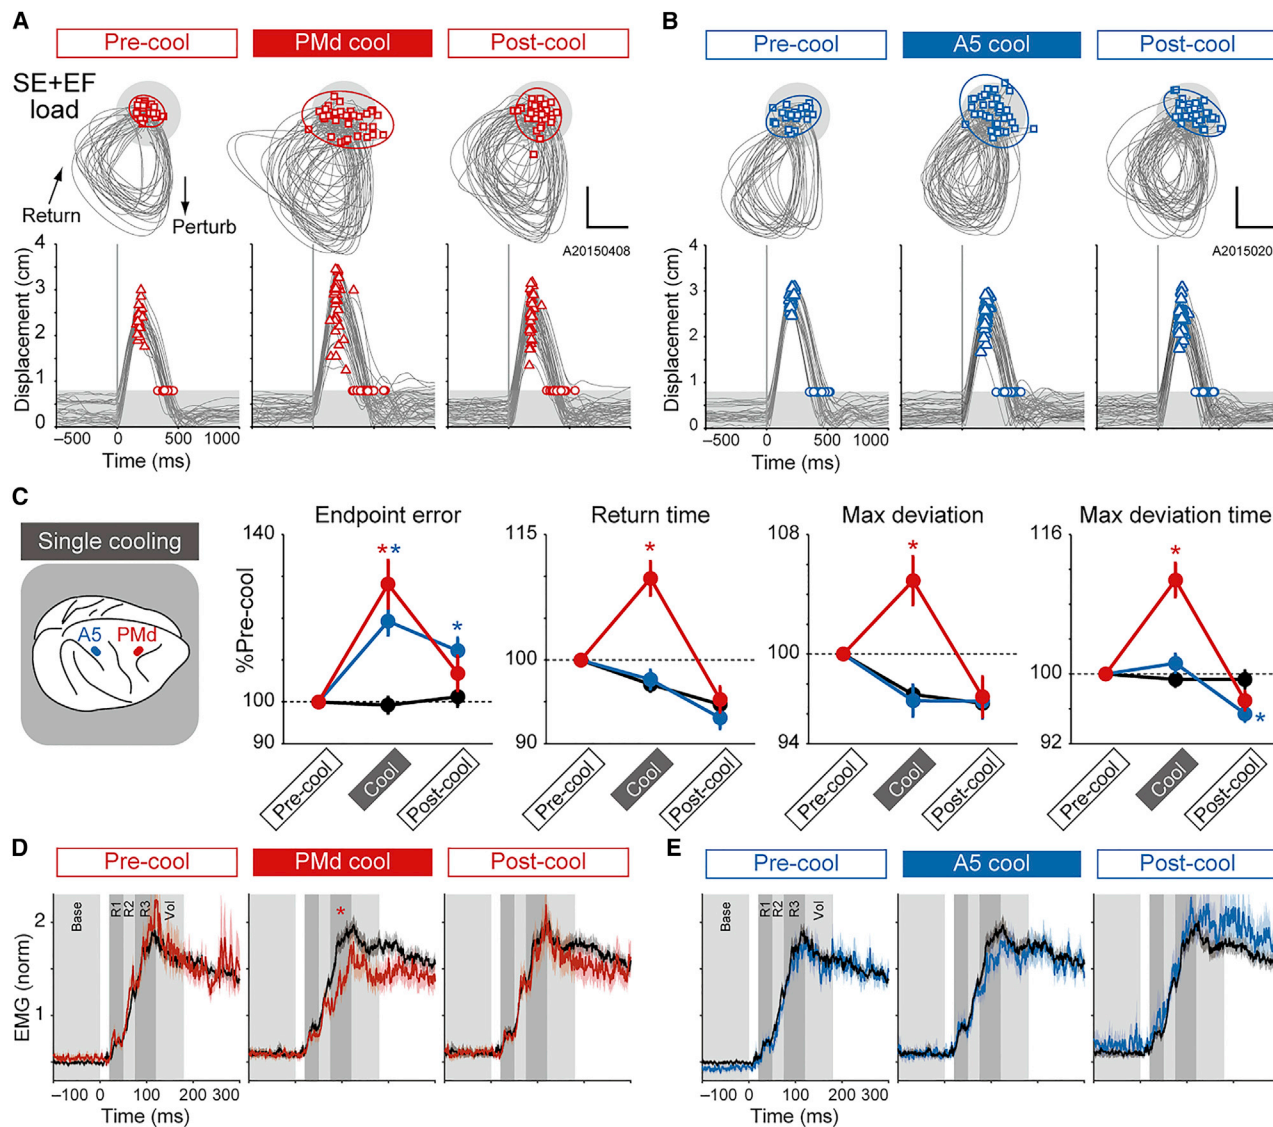 A
B
Pre-cool
PMd cool
Post-cool
Pre-cool
A5 cool
Post-cool
SE+EF
load
Return
Perturb
A20150408
A2015020
Displacement (cm)
4
3
2
1
0
−500 0 500 1000
Time (ms)
Displacement (cm)
4
3
2
1
0
−500 0 500 1000
Time (ms)
C
Single cooling
A5
PMd
%Pre-cool
Endpoint error
140
100
90
**
*
Pre-cool
Cool
Post-cool
Return time
115
100
90
*
Pre-cool
Cool
Post-cool
Max deviation
108
100
94
*
Pre-cool
Cool
Post-cool
Max deviation time
116
100
92
*
*
Pre-cool
Cool
Post-cool
D
E
Pre-cool
PMd cool
Post-cool
Pre-cool
A5 cool
Post-cool
EMG (norm)
2
1
Base
R1
R2
R3
Vol
*
−100 0 100 200 300
Time (ms)
EMG (norm)
2
1
Base
R1
R2
R3
Vol
−100 0 100 200 300
Time (ms)